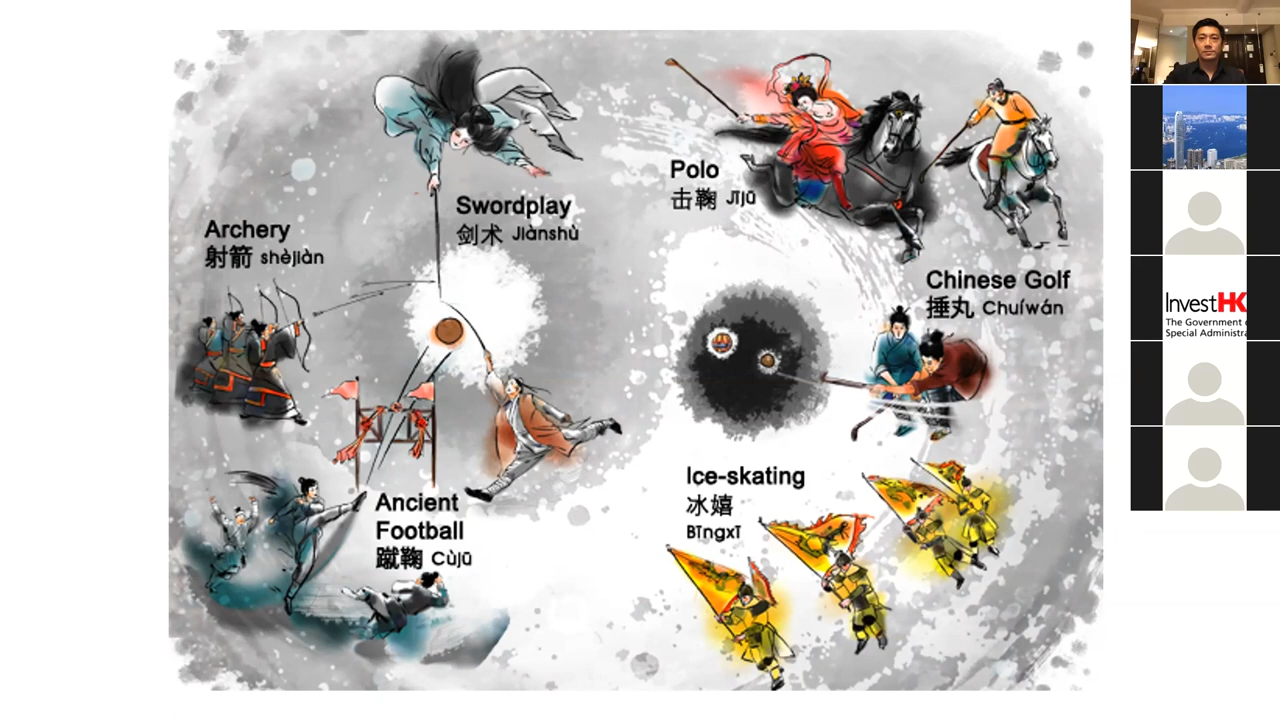 Swordplay
剑术 Jiànshù
Archery
射箭 shèjiàn
Polo
击鞠 Jījū
Chinese Golf
捶丸 Chuíwán
Ancient
Football
蹴鞠 Cùjū
Ice-skating
冰嬉
Bīngxī
InvestHK
The Government
Special Administra